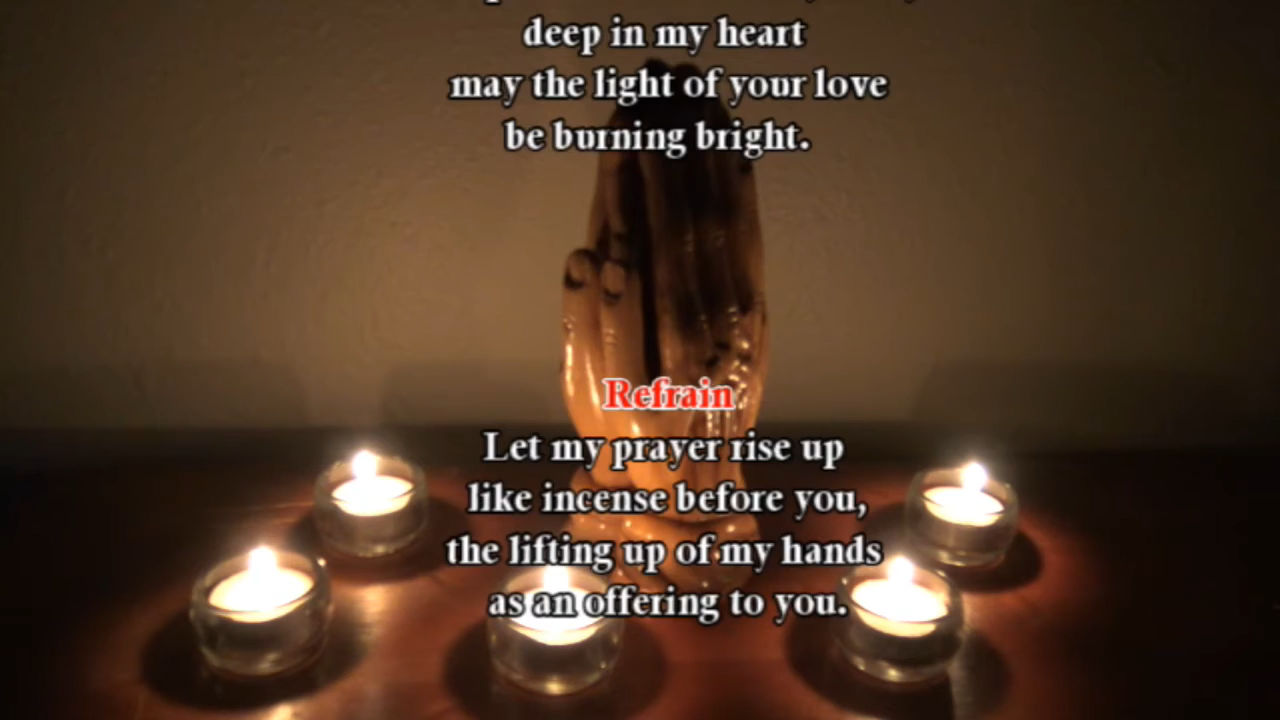 deep in my heart
may the light of your love
be burning bright.
Refrain
Let my prayer rise up
like incense before you,
the lifting up of my hands
as an offering to you.